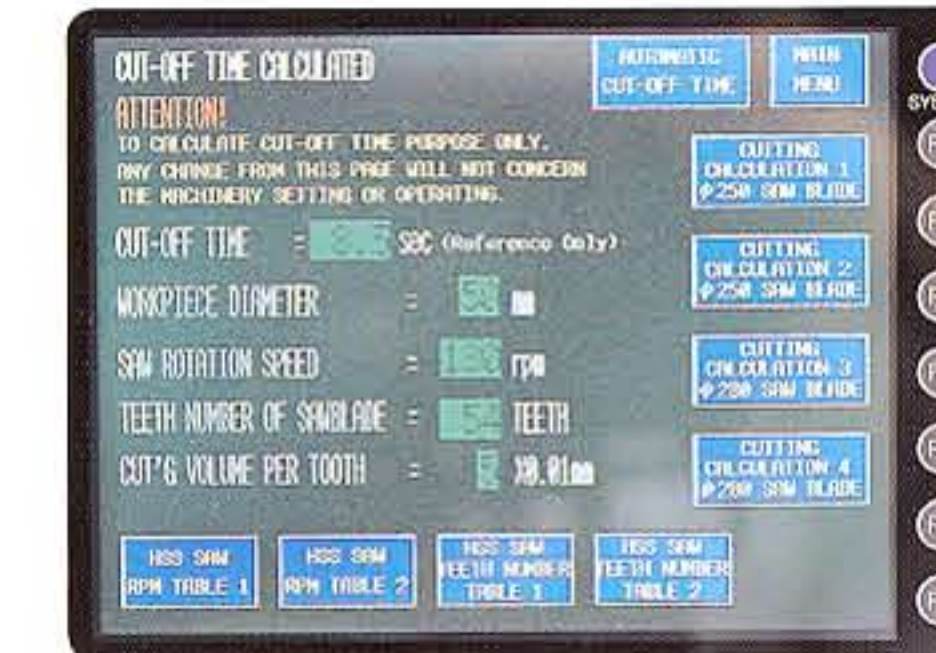 CUT-OFF TIME CALCULATED
AUTOMATIC
CUT-OFF TIME
MAIN
MENU
ATTENTION!
TO CALCULATE CUT-OFF TIME PURPOSE ONLY.
ANY CHANGE FROM THIS PAGE WILL NOT CONCERN
THE MACHINERY SETTING OR OPERATING.
CUT-OFF TIME = SEC (Reference Only)
WORKPIECE DIAMETER = mm
SAW ROTATION SPEED = rpm
TEETH NUMBER OF SAWBLADE = TEETH
CUT'G VOLUME PER TOOTH = X0.01mm
CUTTING
CALCULATION 1
φ250 SAW BLADE
CUTTING
CALCULATION 2
φ250 SAW BLADE
CUTTING
CALCULATION 3
φ280 SAW BLADE
CUTTING
CALCULATION 4
φ280 SAW BLADE
HSS SAW
RPM TABLE 1
HSS SAW
RPM TABLE 2
HSS SAW
TEETH NUMBER
TABLE 1
HSS SAW
TEETH NUMBER
TABLE 2
SYS